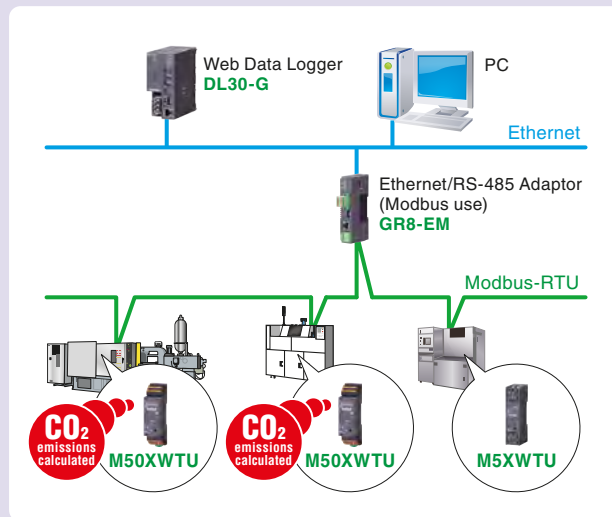 Web Data Logger
DL30-G
PC
Ethernet
Ethernet/RS-485 Adaptor
(Modbus use)
GR8-EM
Modbus-RTU
CO2
emissions
calculated
M50XWTU
CO2
emissions
calculated
M50XWTU
M5XWTU